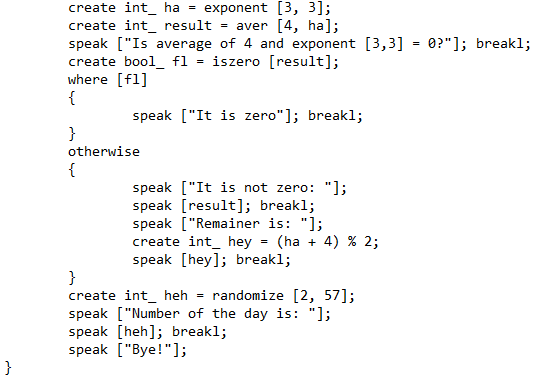 create int_ ha = exponent [3, 3];
create int_ result = aver [4, ha];
speak ["Is average of 4 and exponent [3,3] = 0?"]; breakl;
create bool_ fl = iszero [result];
where [fl]
{
speak ["It is zero"]; breakl;
}
otherwise
{
speak ["It is not zero: "];
speak [result]; breakl;
speak ["Remainer is: "];
create int_ hey = (ha + 4) % 2;
speak [hey]; breakl;
}
create int_ heh = randomize [2, 57];
speak ["Number of the day is: "];
speak [heh]; breakl;
speak ["Bye!"];
}